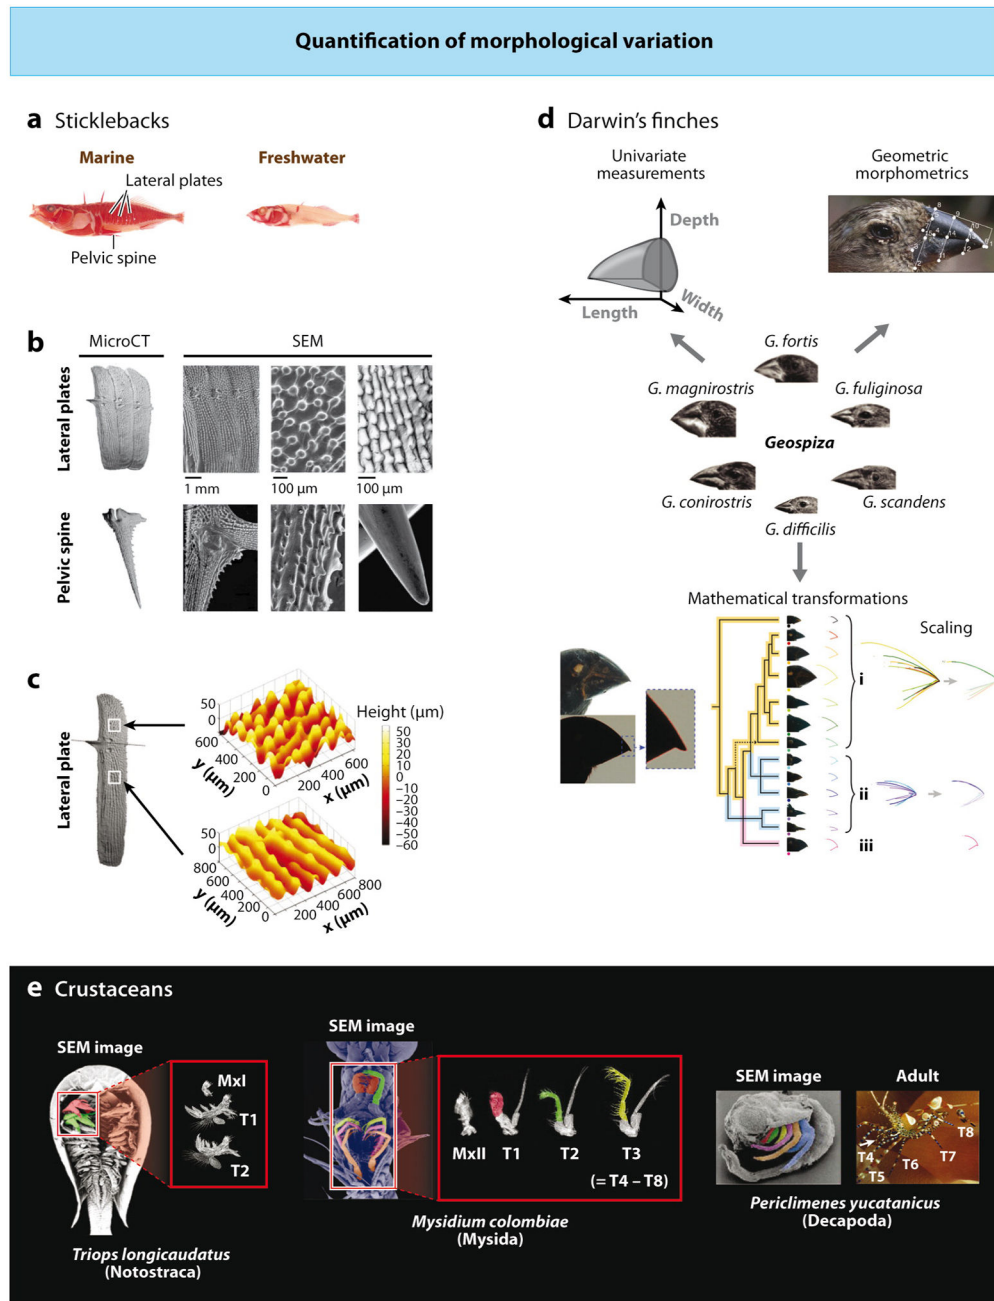 Quantification of morphological variation
a Sticklebacks
Marine
Freshwater
Lateral plates
Pelvic spine
b
MicroCT
SEM
Lateral plates
1 mm
100 μm
100 μm
Pelvic spine
c
Lateral plate
50
0
600
400
200
0
y (μm)
200
400
600
x (μm)
Height (μm)
50
40
30
20
10
0
–10
–20
–30
–40
–50
–60
50
0
800
600
400
200
0
y (μm)
200
400
600
800
x (μm)
d Darwin's finches
Univariate
measurements
Geometric
morphometrics
Depth
Length
Width
G. fortis
G. magnirostris
G. fuliginosa
Geospiza
G. conirostris
G. scandens
G. difficilis
Mathematical transformations
Scaling
i
ii
iii
e Crustaceans
SEM image
MxI
T1
T2
Triops longicaudatus
(Notostraca)
SEM image
MxII
T1
T2
T3
(= T4 – T8)
Mysidium colombiae
(Mysida)
SEM image
Adult
T4
T5
T6
T7
T8
Periclimenes yucatanicus
(Decapoda)